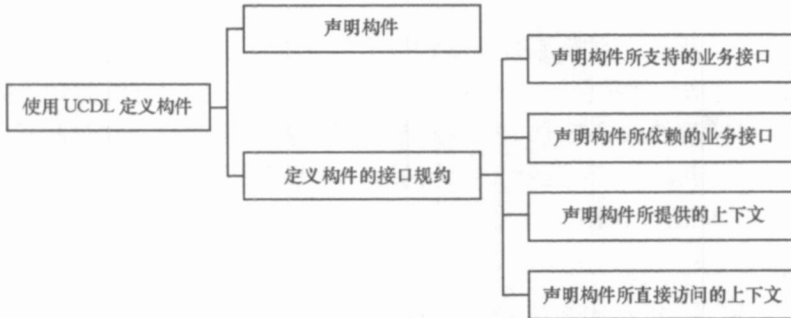 声明构件
使用 UCDL 定义构件
定义构件的接口规约
声明构件所支持的业务接口
声明构件所依赖的业务接口
声明构件所提供的上下文
声明构件所直接访问的上下文